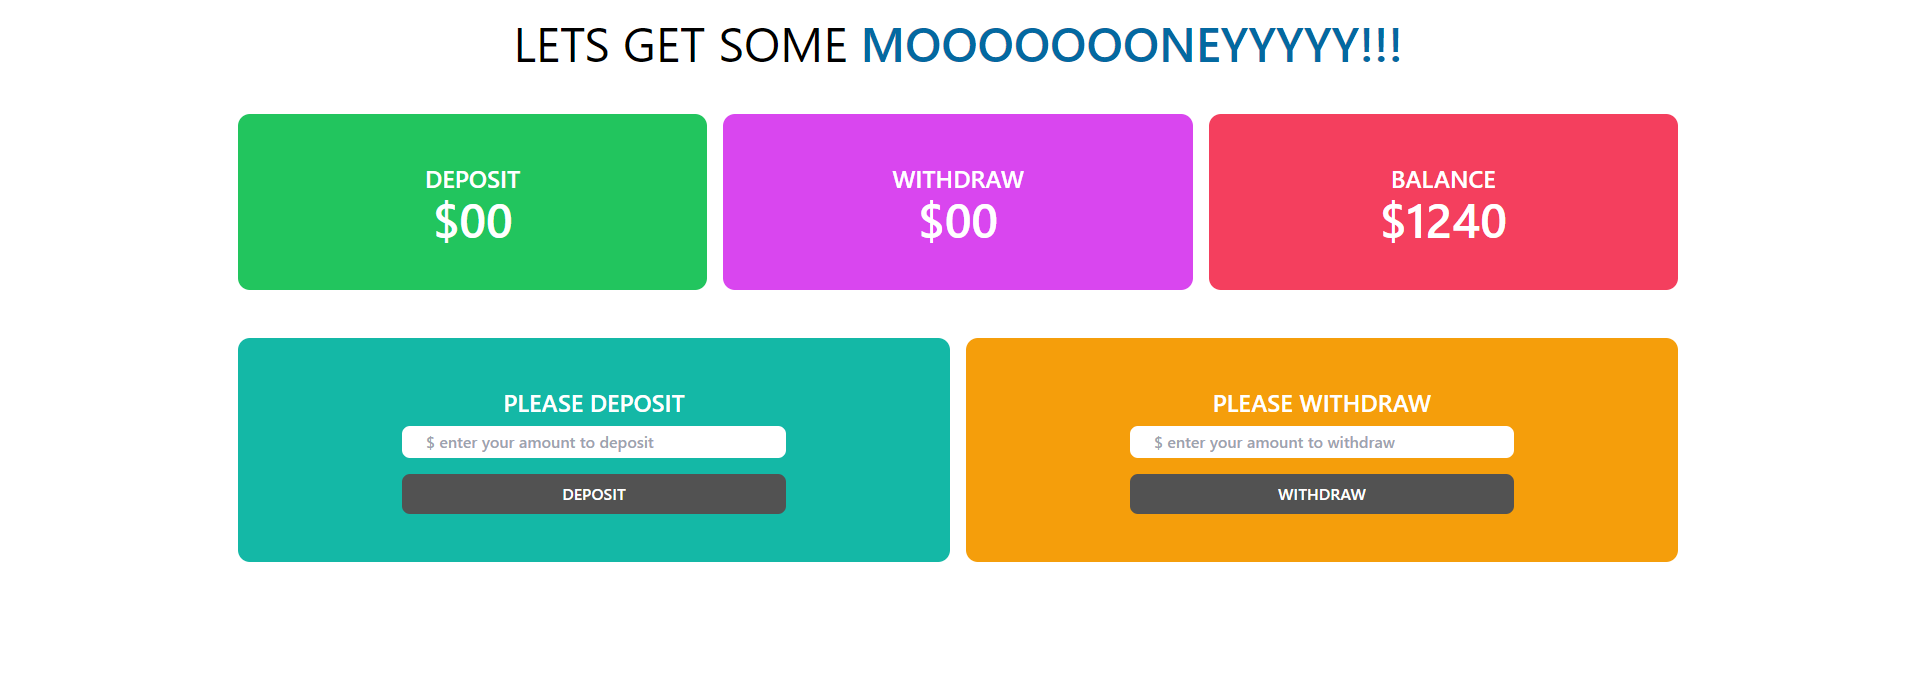 LETS GET SOME MOOOOOOONEYYYYY!!!
DEPOSIT
$00
WITHDRAW
$00
BALANCE
$1240
PLEASE DEPOSIT
$ enter your amount to deposit
DEPOSIT
PLEASE WITHDRAW
$ enter your amount to withdraw
WITHDRAW